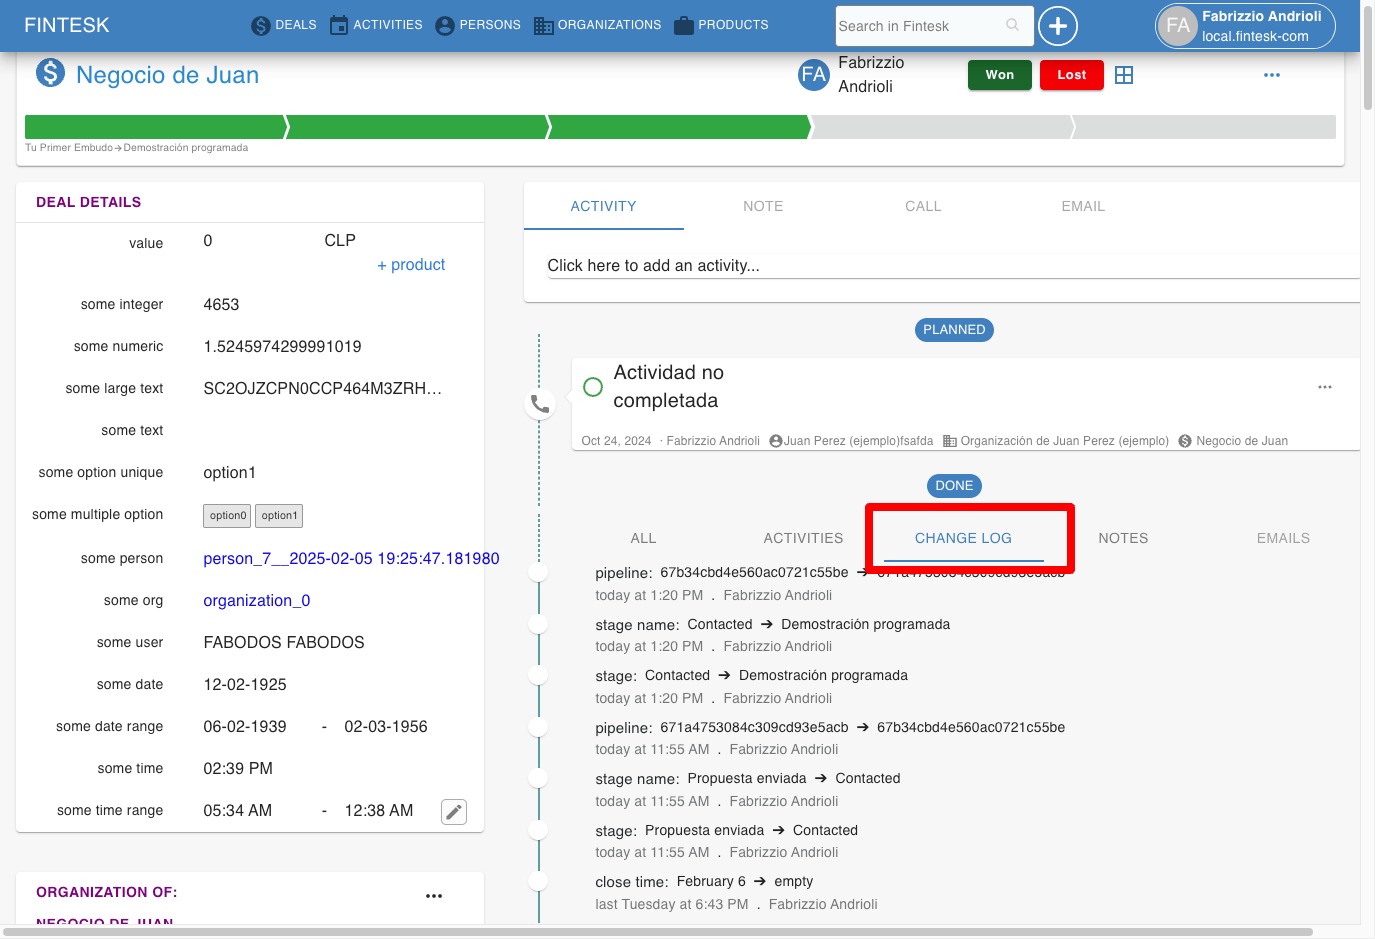 FINTESK
DEALS
ACTIVITIES
PERSONS
ORGANIZATIONS
PRODUCTS
Search in Fintesk
FA
Fabrizzio Andrioli
local.fintesk-com
Negocio de Juan
FA
Fabrizzio
Andrioli
Won
Lost
Tu Primer Embudo→Demostración programada
DEAL DETAILS
value 0 CLP
+ product
some integer 4653
some numeric 1.5245974299991019
some large text SC2OJZCPN0CCP464M3ZRH...
some text
some option unique option1
some multiple option option0 option1
some person person_7__2025-02-05 19:25:47.181980
some org organization_0
some user FABODOS FABODOS
some date 12-02-1925
some date range 06-02-1939 - 02-03-1956
some time 02:39 PM
some time range 05:34 AM - 12:38 AM
ORGANIZATION OF:
NEGOCIO DE JUAN
ACTIVITY NOTE CALL EMAIL
Click here to add an activity...
PLANNED
Actividad no
completada
Oct 24, 2024 · Fabrizzio Andrioli Juan Perez (ejemplo)fsafda Organización de Juan Perez (ejemplo) Negocio de Juan
DONE
ALL ACTIVITIES CHANGE LOG NOTES EMAILS
pipeline: 67b34cbd4e560ac0721c55be → 671a4753084c309cd93e5acb
today at 1:20 PM . Fabrizzio Andrioli
stage name: Contacted → Demostración programada
today at 1:20 PM . Fabrizzio Andrioli
stage: Contacted → Demostración programada
today at 1:20 PM . Fabrizzio Andrioli
pipeline: 671a4753084c309cd93e5acb → 67b34cbd4e560ac0721c55be
today at 11:55 AM . Fabrizzio Andrioli
stage name: Propuesta enviada → Contacted
today at 11:55 AM . Fabrizzio Andrioli
stage: Propuesta enviada → Contacted
today at 11:55 AM . Fabrizzio Andrioli
close time: February 6 → empty
last Tuesday at 6:43 PM . Fabrizzio Andrioli